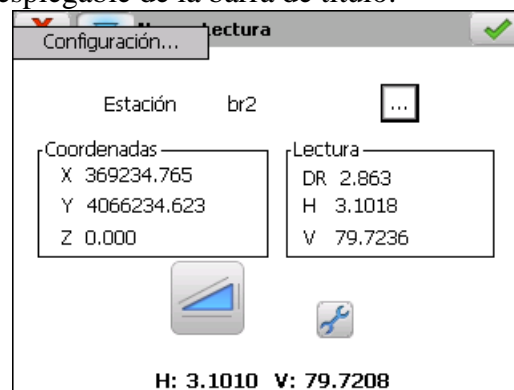 desplegable de la barra de título:
Lectura
Configuración...
Estación br2 ...
Coordenadas
X 369234.765
Y 4066234.623
Z 0.000
Lectura
DR 2.863
H 3.1018
V 79.7236
H: 3.1010 V: 79.7208